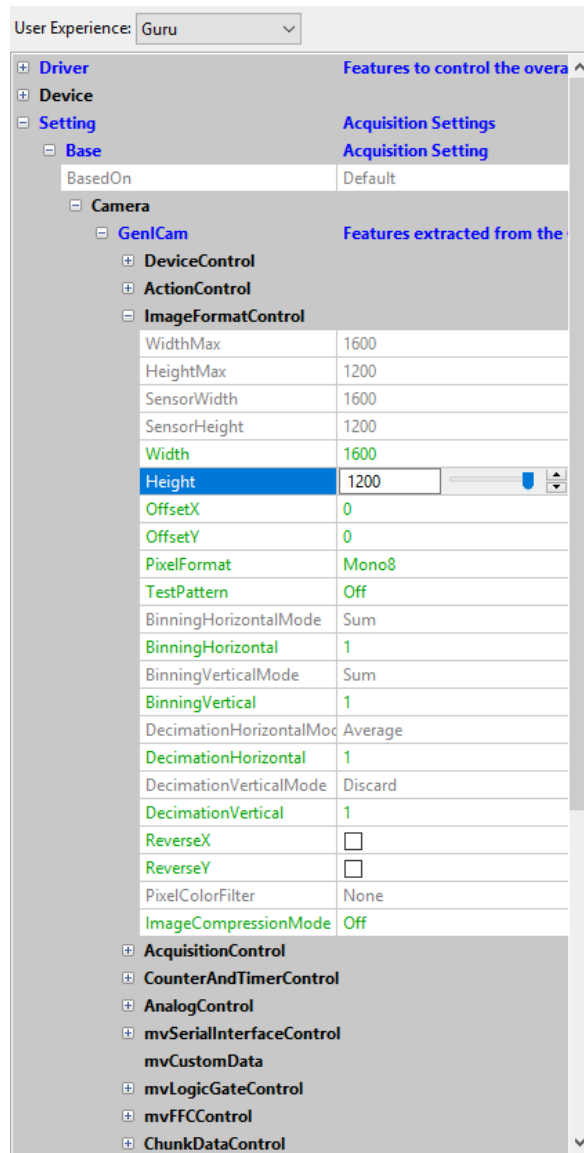 User Experience: Guru
Driver Features to control the overa
Device
Setting Acquisition Settings
Base Acquisition Setting
BasedOn Default
Camera
GenICam Features extracted from the
DeviceControl
ActionControl
ImageFormatControl
WidthMax 1600
HeightMax 1200
SensorWidth 1600
SensorHeight 1200
Width 1600
Height 1200
OffsetX 0
OffsetY 0
PixelFormat Mono8
TestPattern Off
BinningHorizontalMode Sum
BinningHorizontal 1
BinningVerticalMode Sum
BinningVertical 1
DecimationHorizontalMod Average
DecimationHorizontal 1
DecimationVerticalMode Discard
DecimationVertical 1
ReverseX
ReverseY
PixelColorFilter None
ImageCompressionMode Off
AcquisitionControl
CounterAndTimerControl
AnalogControl
mvSerialInterfaceControl
mvCustomData
mvLogicGateControl
mvFFCControl
ChunkDataControl